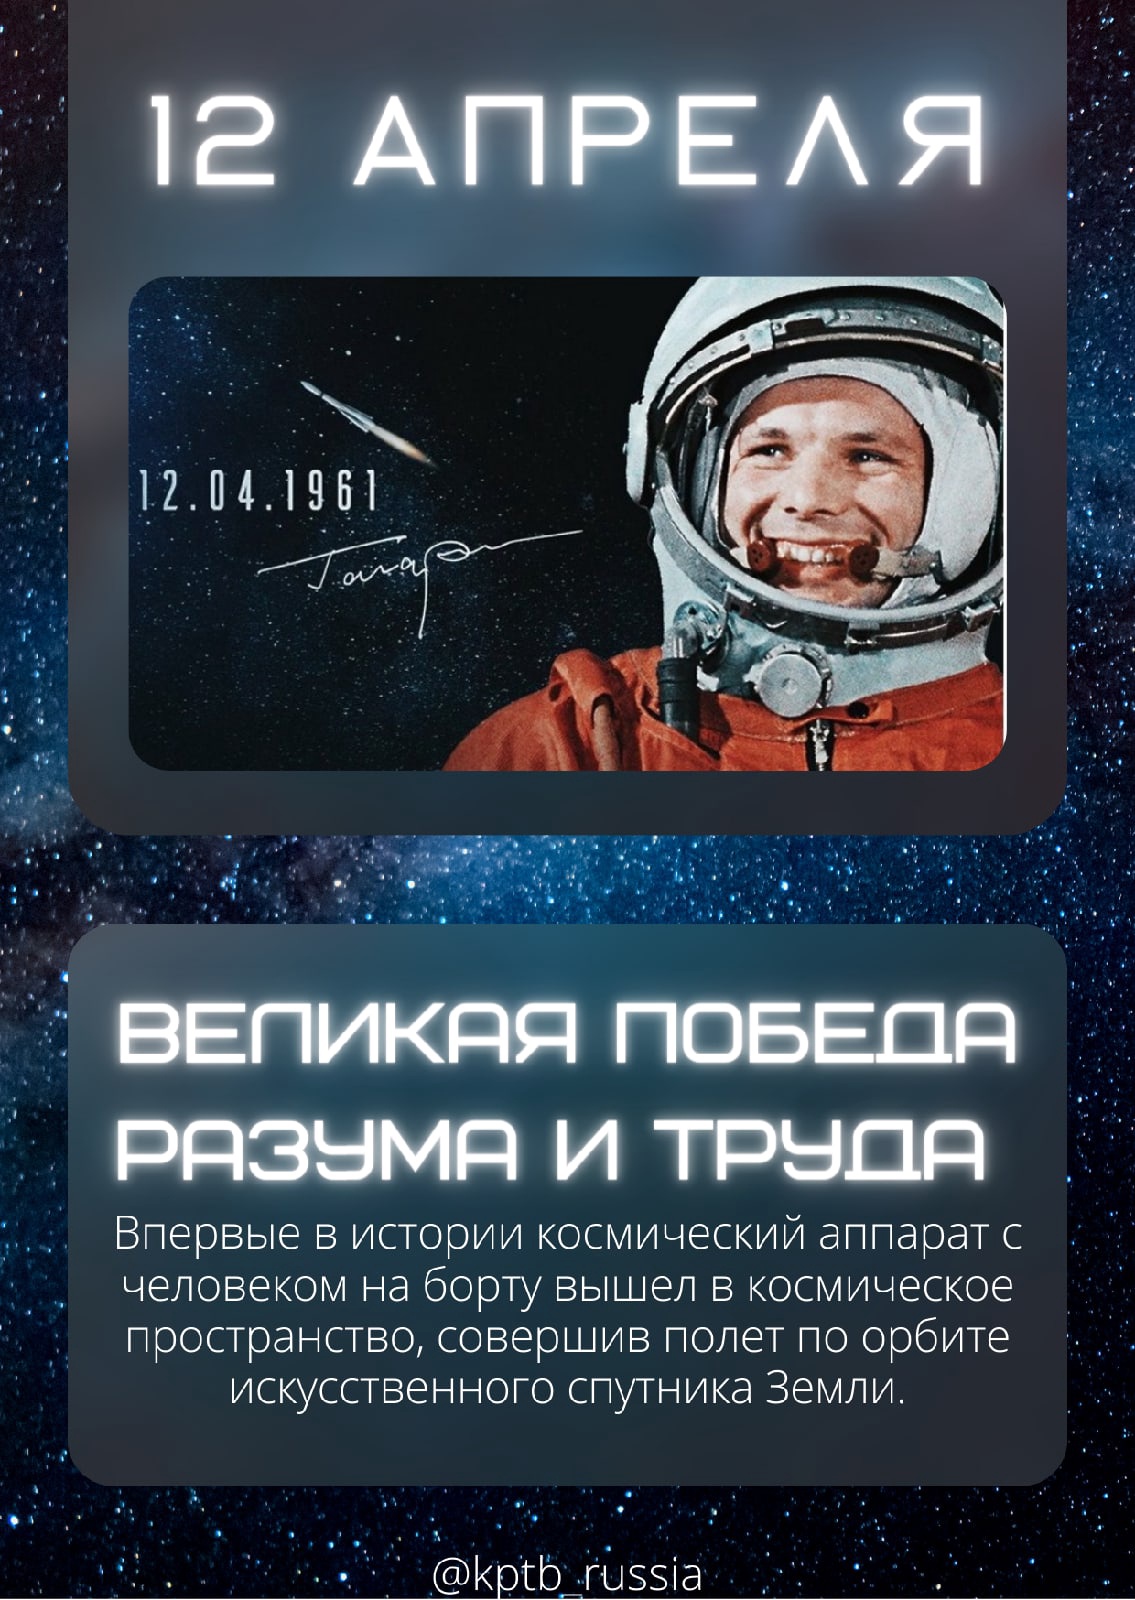 12 АПРЕЛЯ
12.04.1961
Гагарин
ВЕЛИКАЯ ПОБЕДА
РАЗУМА И ТРУДА
Впервые в истории космический аппарат с
человеком на борту вышел в космическое
пространство, совершив полет по орбите
искусственного спутника Земли.
@kptb_russia